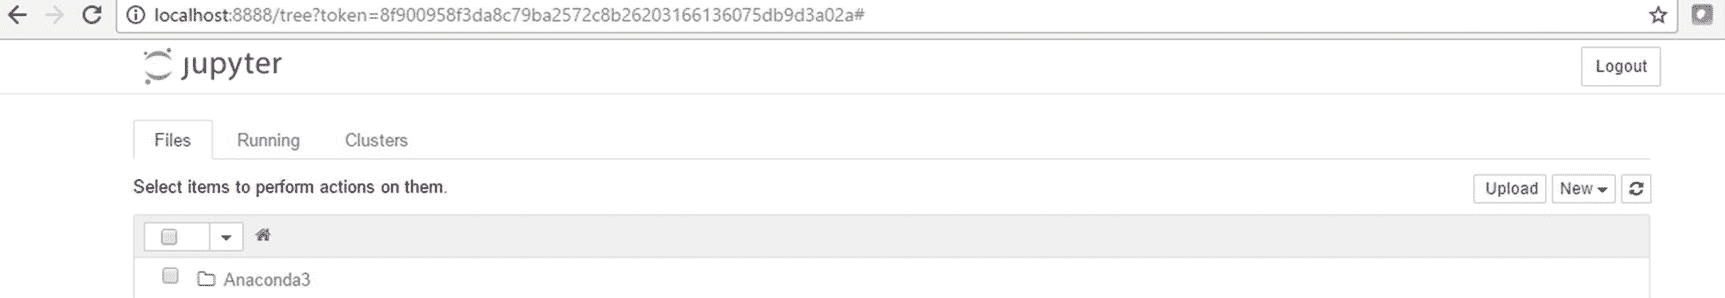 localhost:8888/tree?token=8f900958f3da8c79ba2572c8b26203166136075db9d3a02a#
jupyter
Logout
Files Running Clusters
Select items to perform actions on them.
Upload New
Anaconda3